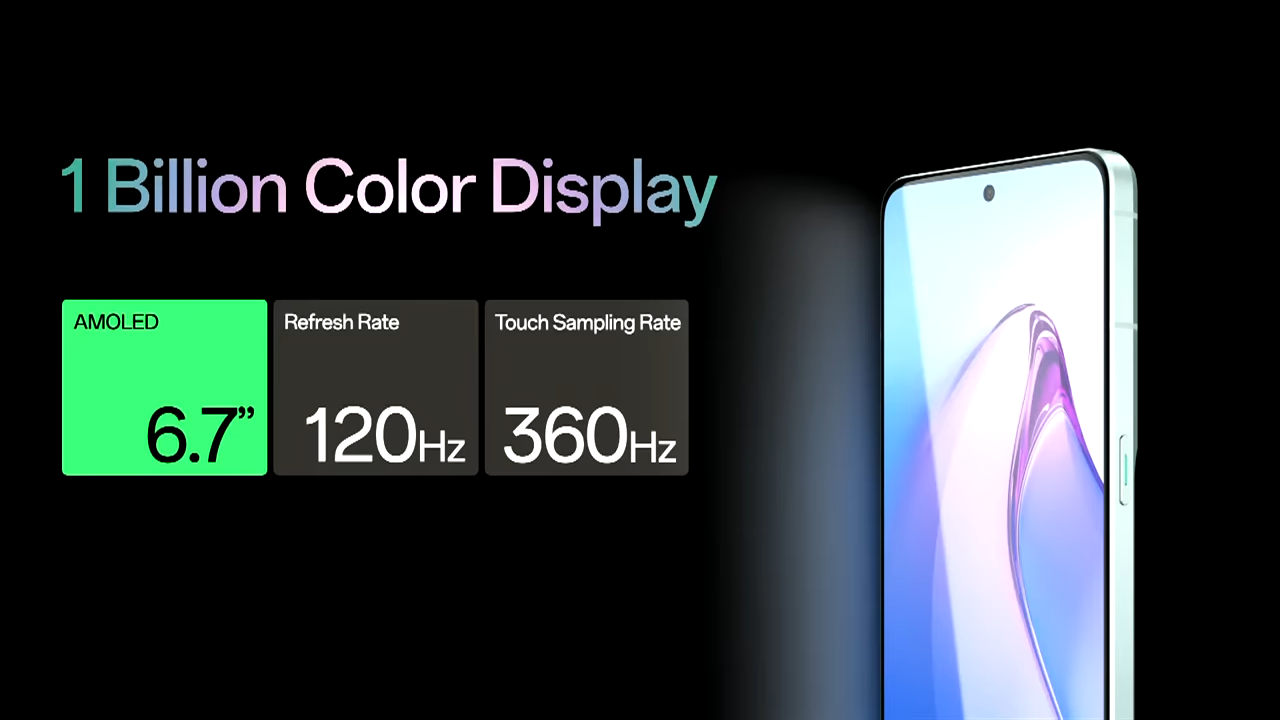 1 Billion Color Display
AMOLED
6.7”
Refresh Rate
120Hz
Touch Sampling Rate
360Hz